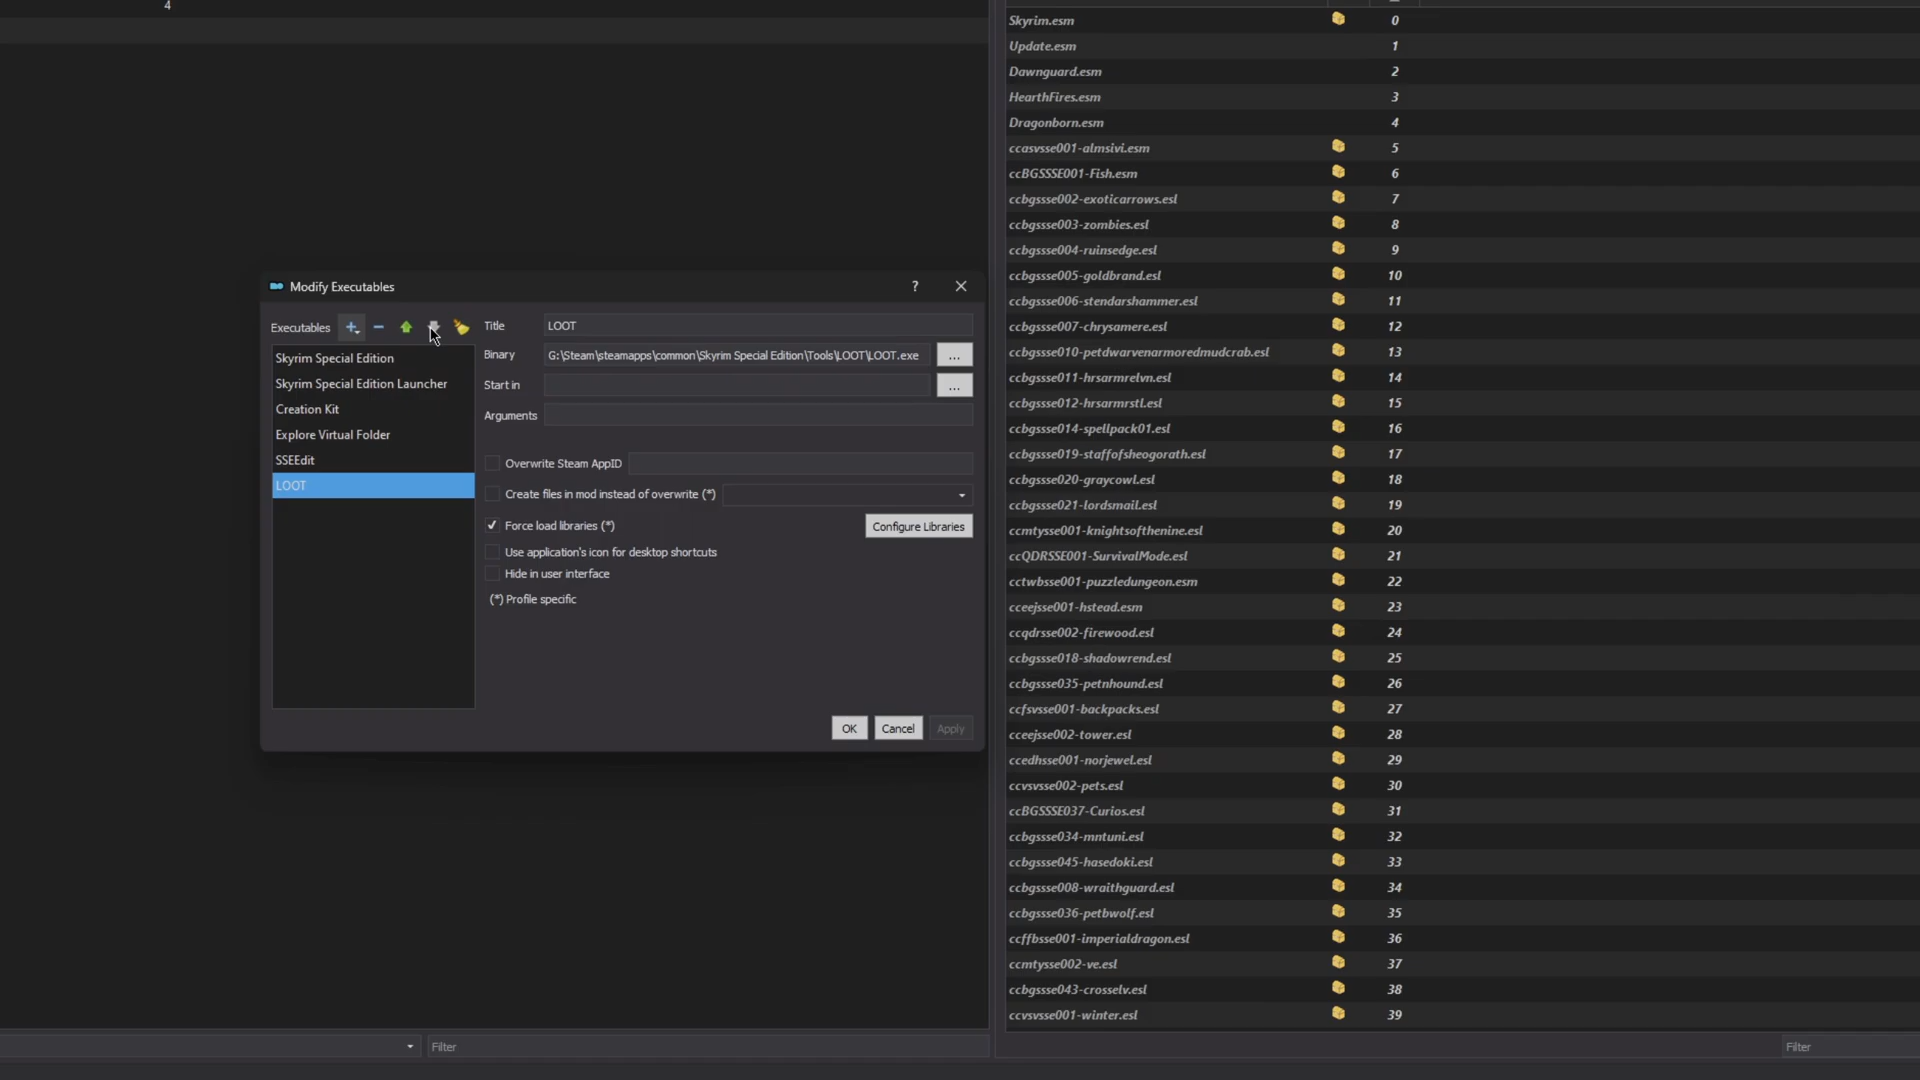 4
Modify Executables
?
Executables
Skyrim Special Edition
Skyrim Special Edition Launcher
Creation Kit
Explore Virtual Folder
SSEEdit
LOOT
Title LOOT
Binary G:\Steam\steamapps\common\Skyrim Special Edition\Tools\LOOT\LOOT.exe ...
Start in ...
Arguments
Overwrite Steam AppID
Create files in mod instead of overwrite (*)
Force load libraries (*) Configure Libraries
Use application's icon for desktop shortcuts
Hide in user interface
(*) Profile specific
OK Cancel Apply
Filter
Skyrim.esm 0
Update.esm 1
Dawnguard.esm 2
HearthFires.esm 3
Dragonborn.esm 4
ccasvsse001-almsivi.esm 5
ccBGSSSE001-Fish.esm 6
ccbgssse002-exoticarrows.esl 7
ccbgssse003-zombies.esl 8
ccbgssse004-ruinsedge.esl 9
ccbgssse005-goldbrand.esl 10
ccbgssse006-stendarshammer.esl 11
ccbgssse007-chrysamere.esl 12
ccbgssse010-petdwarvenarmoredmudcrab.esl 13
ccbgssse011-hrsarmrelvn.esl 14
ccbgssse012-hrsarmrstl.esl 15
ccbgssse014-spellpack01.esl 16
ccbgssse019-staffofsheogorath.esl 17
ccbgssse020-graycowl.esl 18
ccbgssse021-lordsmail.esl 19
ccmtysse001-knightsofthenine.esl 20
ccQDRSSE001-SurvivalMode.esl 21
cctwbsse001-puzzledungeon.esm 22
cceejsse001-hstead.esm 23
ccqdrsse002-firewood.esl 24
ccbgssse018-shadowrend.esl 25
ccbgssse035-petnhound.esl 26
ccfsvsse001-backpacks.esl 27
cceejsse002-tower.esl 28
ccedhsse001-norjewel.esl 29
ccvsvsse002-pets.esl 30
ccBGSSSE037-Curios.esl 31
ccbgssse034-mntuni.esl 32
ccbgssse045-hasedoki.esl 33
ccbgssse008-wraithguard.esl 34
ccbgssse036-petbwolf.esl 35
ccffbsse001-imperialdragon.esl 36
ccmtysse002-ve.esl 37
ccbgssse043-crosselv.esl 38
ccvsvsse001-winter.esl 39
Filter